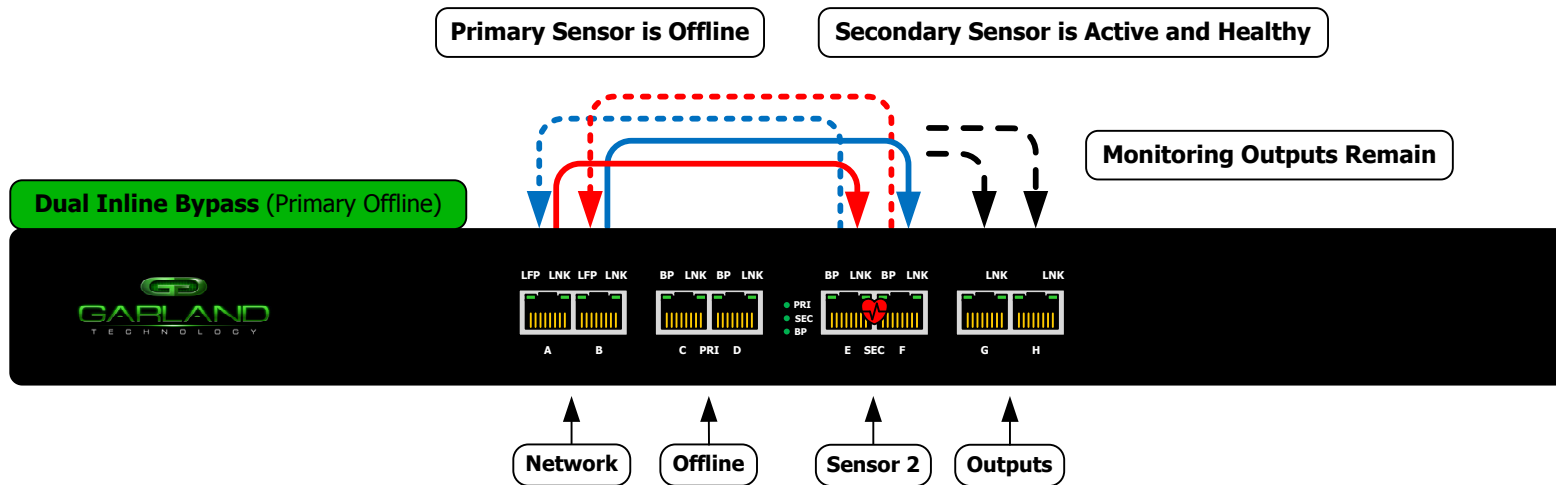 Primary Sensor is Offline
Secondary Sensor is Active and Healthy
Monitoring Outputs Remain
Dual Inline Bypass (Primary Offline)
GARLAND
TECHNOLOGY
LFP LNK LFP LNK
BP LNK BP LNK
PRI
SEC
BP
BP LNK BP LNK
LNK LNK
A B
C PRI D
E SEC F
G H
Network
Offline
Sensor 2
Outputs